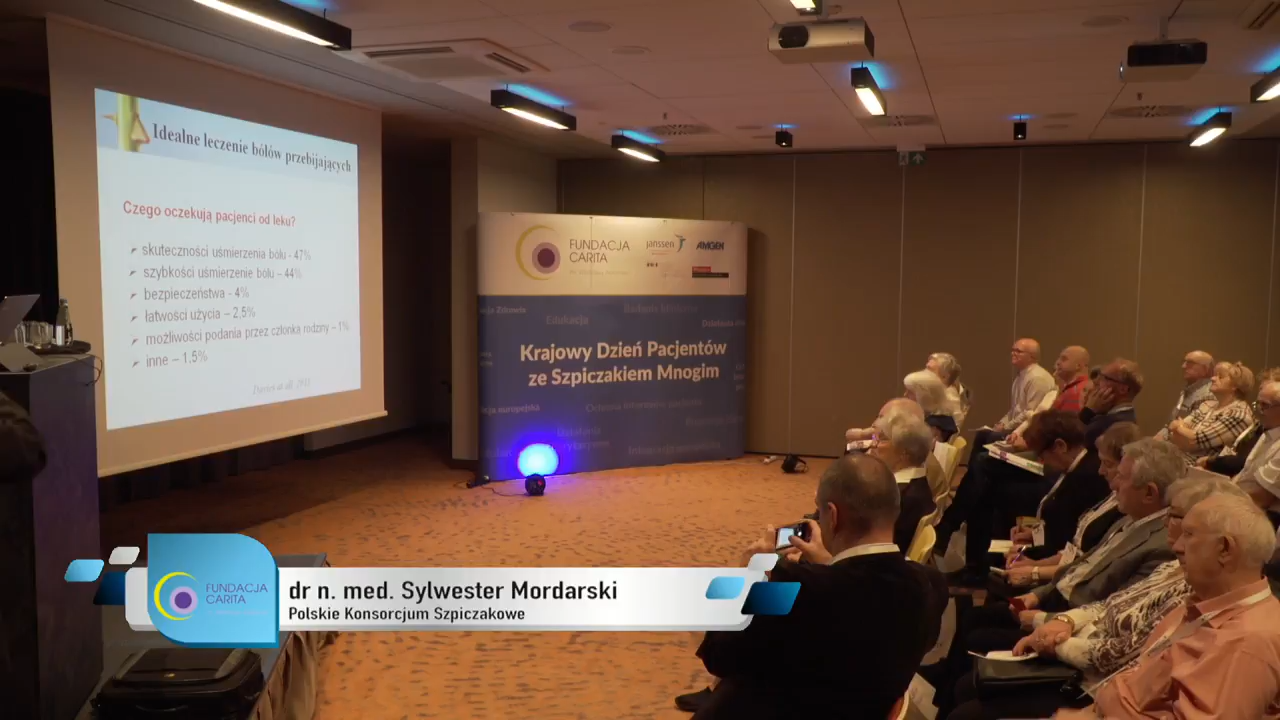 Idealne leczenie bólów przebijających
Czego oczekują pacjenci od leku?
skuteczności uśmierzenia bólu - 47%
szybkości uśmierzenie bólu – 44%
bezpieczeństwa - 4%
łatwości użycia – 2,5%
możliwości podania przez członka rodziny – 1%
inne – 1,5%
FUNDACJA
CARITA
janssen
AMGEN
Edukacja
Krajowy Dzień Pacjentów
ze Szpiczakiem Mnogim
FUNDACJA
CARITA
dr n. med. Sylwester Mordarski
Polskie Konsorcjum Szpiczakowe